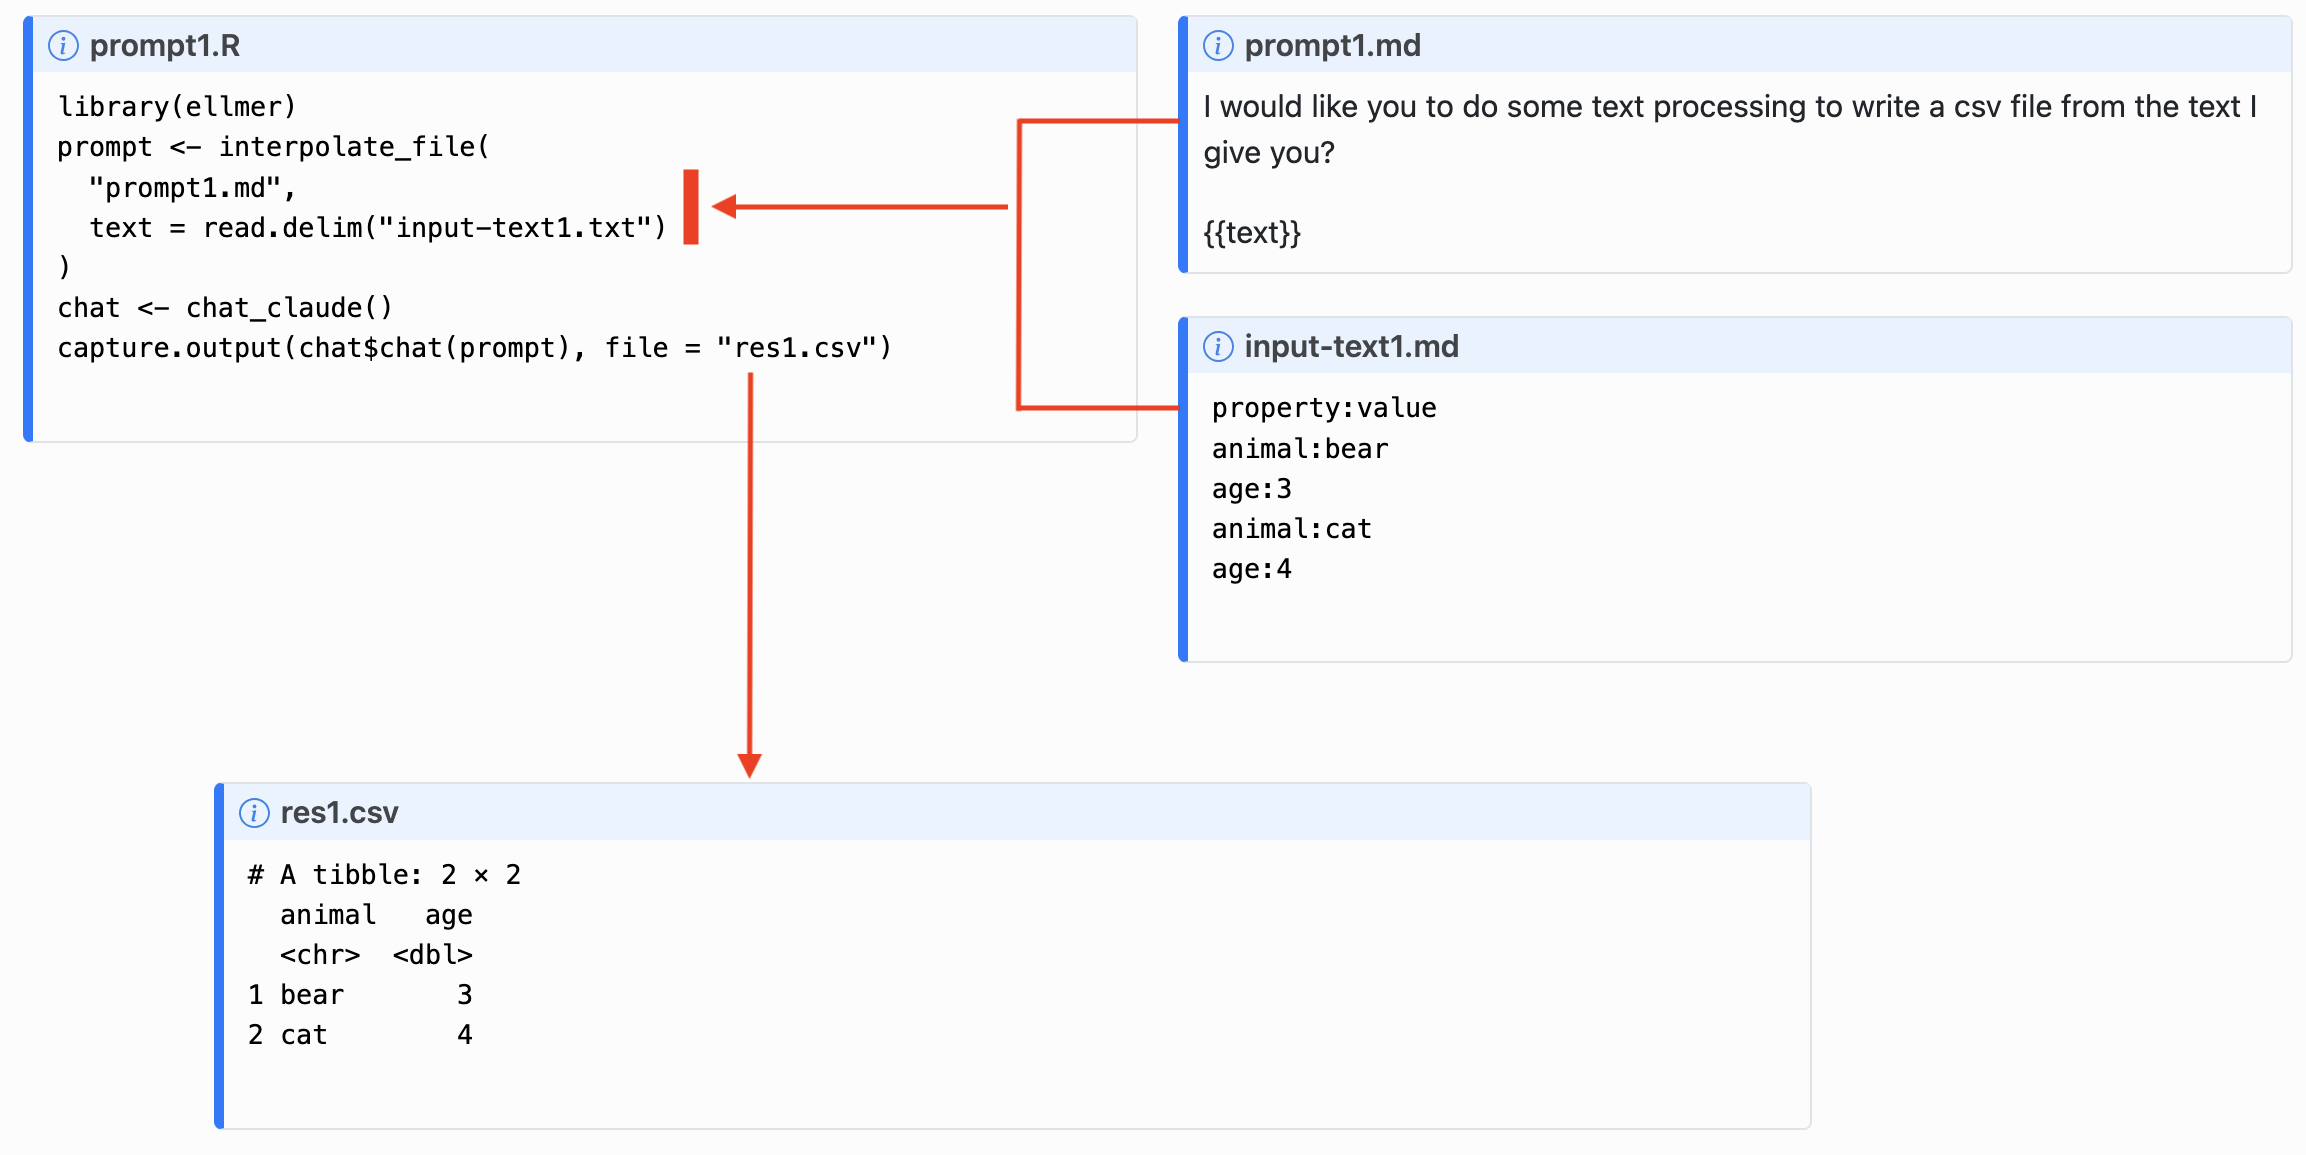 prompt1.R
library(ellmer)
prompt <- interpolate_file(
  "prompt1.md",
  text = read.delim("input-text1.txt")
)
chat <- chat_claude()
capture.output(chat$chat(prompt), file = "res1.csv")
prompt1.md
I would like you to do some text processing to write a csv file from the text I
give you?
{{text}}
input-text1.md
property:value
animal:bear
age:3
animal:cat
age:4
res1.csv
# A tibble: 2 × 2
  animal   age
  <chr>  <dbl>
1 bear       3
2 cat        4